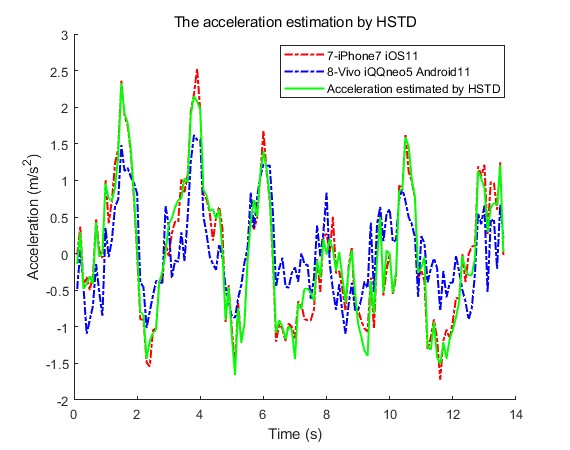 The acceleration estimation by HSTD
7-iPhone7 iOS11
8-Vivo iQQneo5 Android11
Acceleration estimated by HSTD
Acceleration (m/s²)
3
2.5
2
1.5
1
0.5
0
-0.5
-1
-1.5
-2
0 2 4 6 8 10 12 14
Time (s)